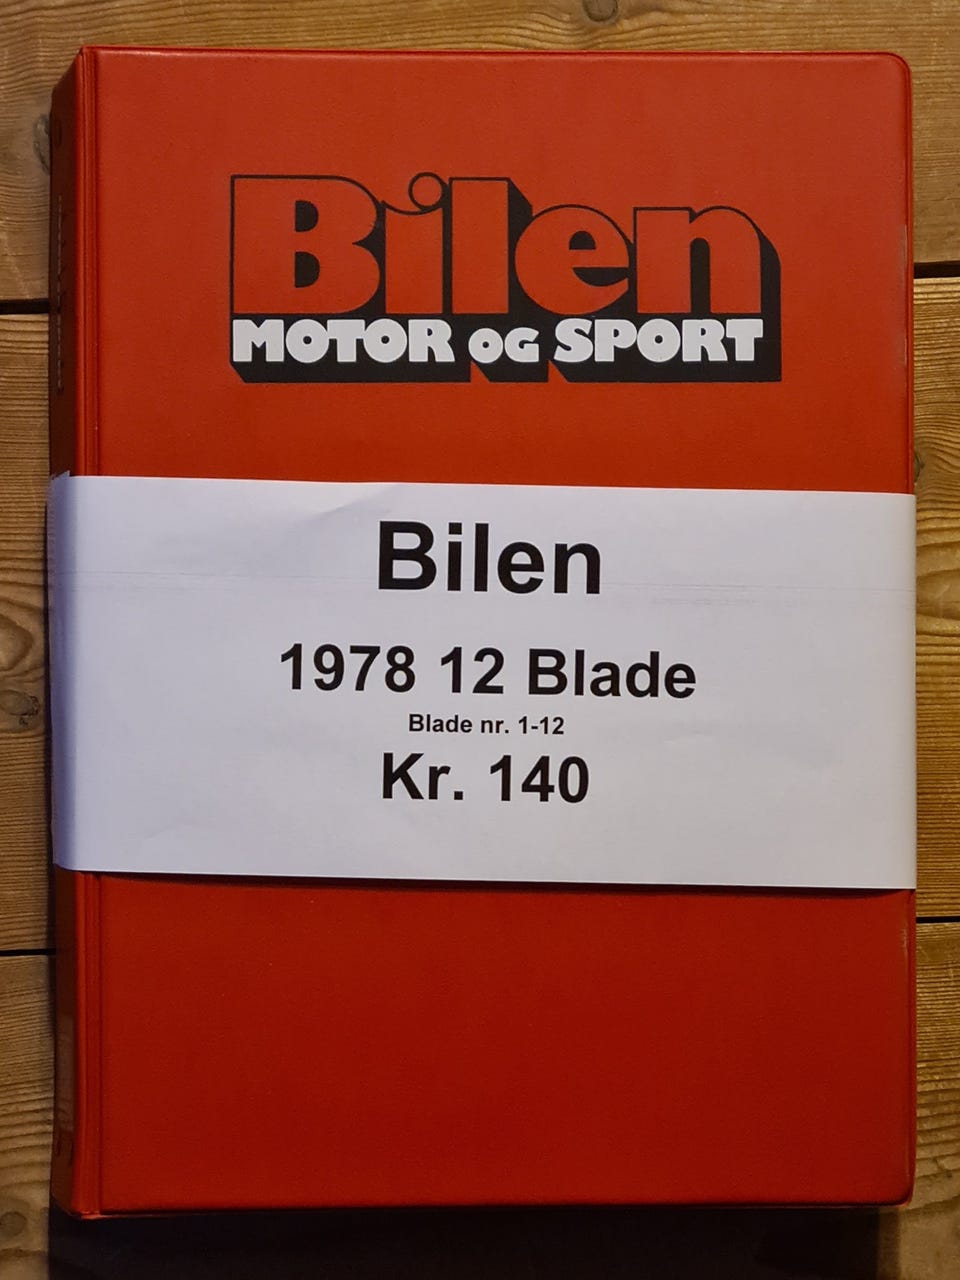 Bilen
MOTOR OG SPORT
Bilen
1978 12 Blade
Blade nr. 1-12
Kr. 140